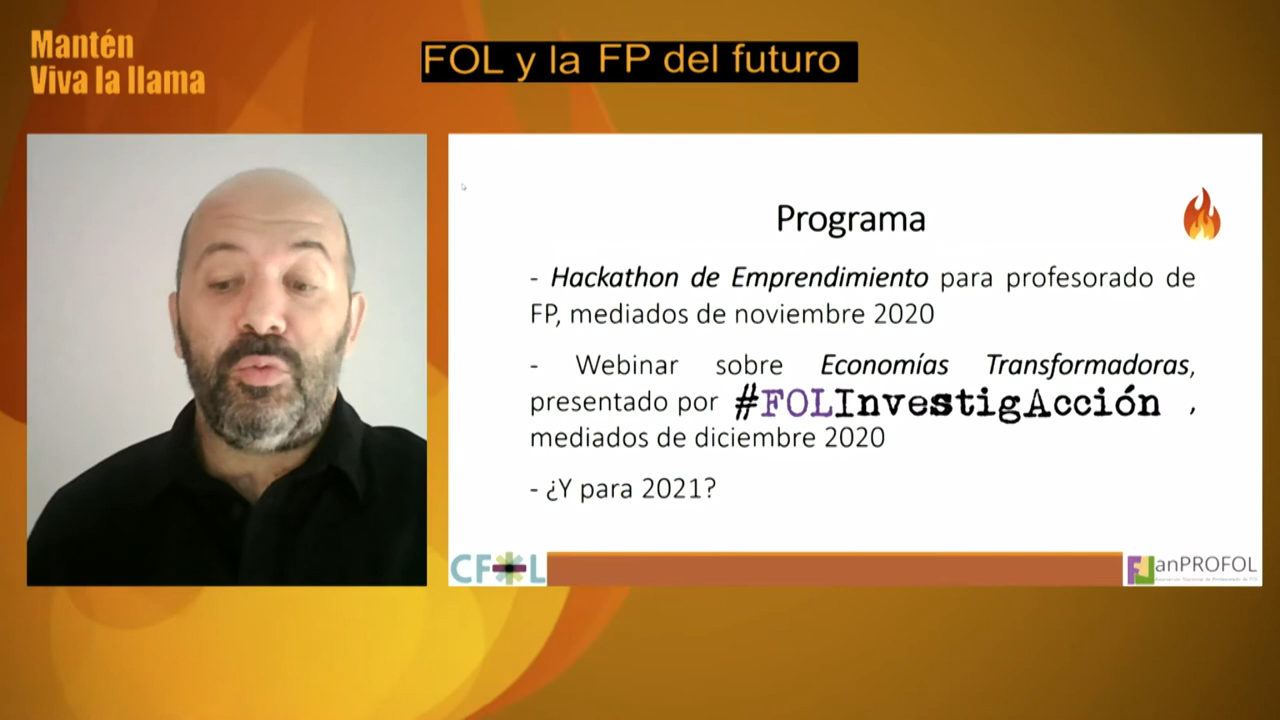 Mantén
Viva la llama
FOL y la FP del futuro
Programa
- Hackathon de Emprendimiento para profesorado de
FP, mediados de noviembre 2020
- Webinar sobre Economías Transformadoras,
presentado por #FOLInvestigAcción ,
mediados de diciembre 2020
- ¿Y para 2021?
CFOL
anPROFOL